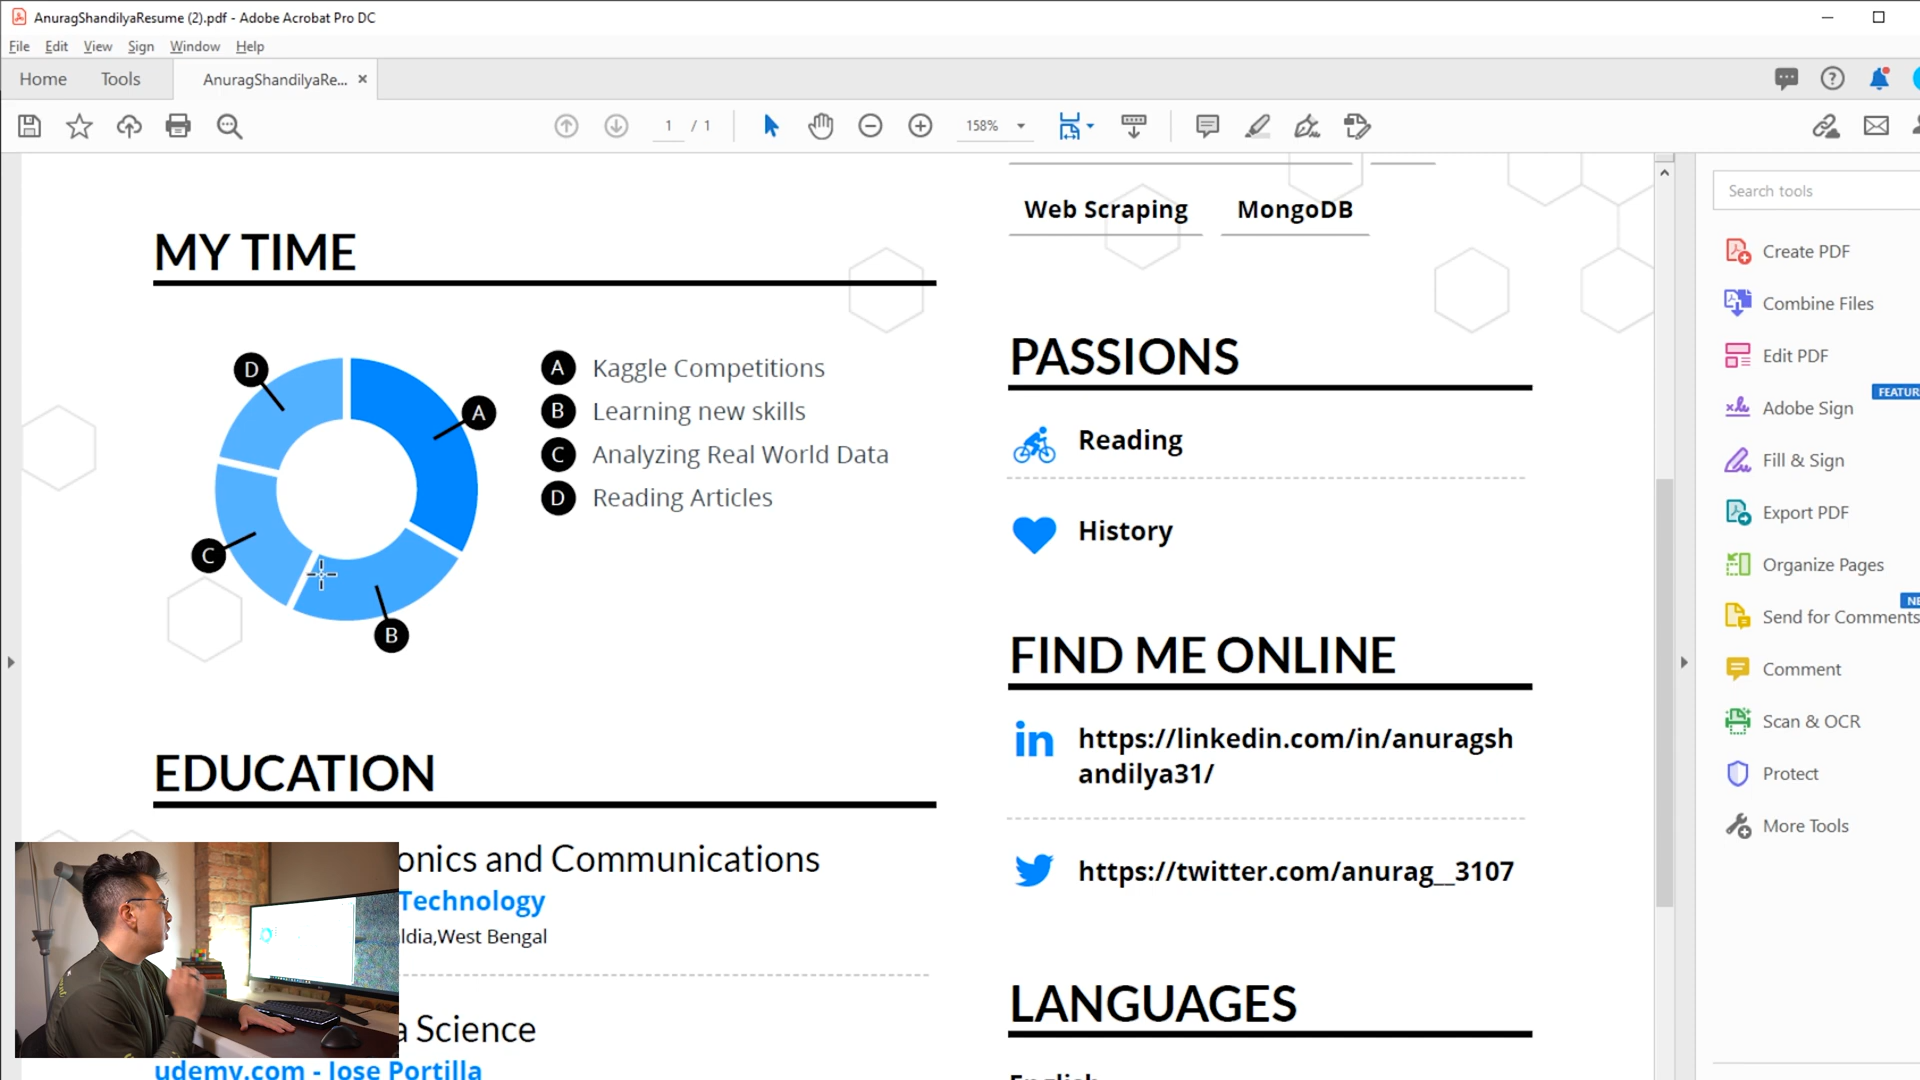 AnuragShandilyaResume (2).pdf - Adobe Acrobat Pro DC
File Edit View Sign Window Help
Home Tools AnuragShandilyaRe... ×
1 / 1 158%
Web Scraping MongoDB
MY TIME
D
A
C
B
A Kaggle Competitions
B Learning new skills
C Analyzing Real World Data
D Reading Articles
EDUCATION
onics and Communications
Technology
ldia,West Bengal
a Science
udemy.com - Jose Portilla
PASSIONS
Reading
History
FIND ME ONLINE
in https://linkedin.com/in/anuragsh
andilya31/
https://twitter.com/anurag__3107
LANGUAGES
English
Search tools
Create PDF
Combine Files
Edit PDF
FEATUR
Adobe Sign
Fill & Sign
Export PDF
Organize Pages
NE
Send for Comments
Comment
Scan & OCR
Protect
More Tools